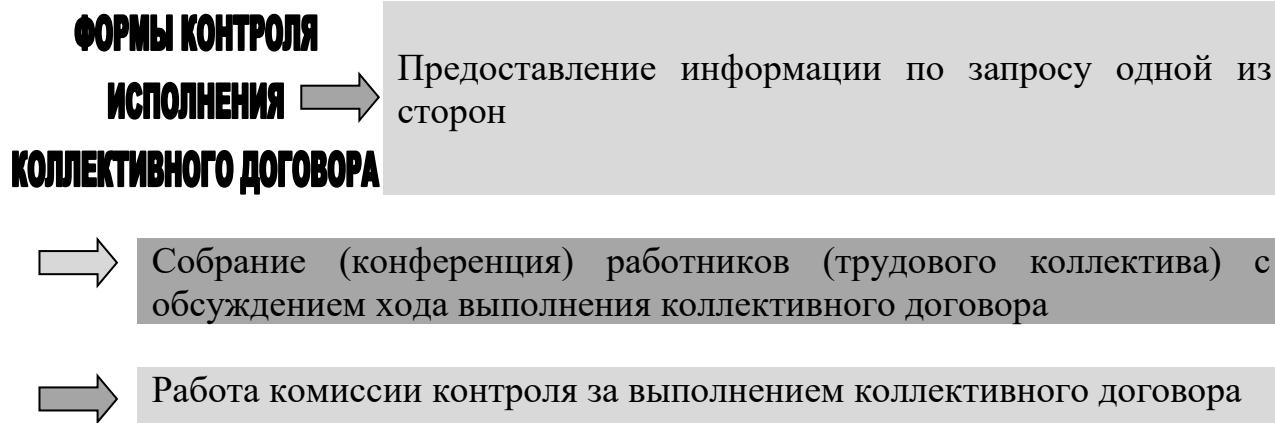 ФОРМЫ КОНТРОЛЯ
ИСПОЛНЕНИЯ
КОЛЛЕКТИВНОГО ДОГОВОРА
Предоставление информации по запросу одной из
сторон
Собрание (конференция) работников (трудового коллектива) с
обсуждением хода выполнения коллективного договора
Работа комиссии контроля за выполнением коллективного договора